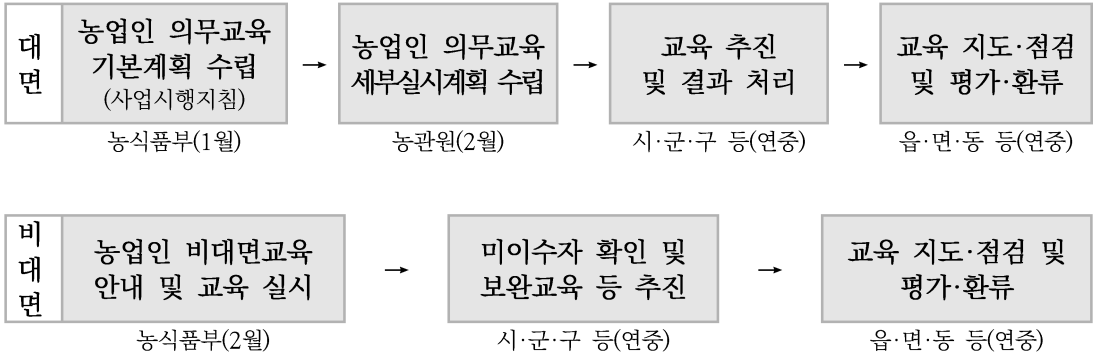 대면
농업인 의무교육
기본계획 수립
(사업시행지침)
→
농업인 의무교육
세부실시계획 수립
→
교육 추진
및 결과 처리
→
교육 지도·점검
및 평가·환류
농식품부(1월)
농관원(2월)
시·군·구 등(연중)
읍·면·동 등(연중)
비대면
농업인 비대면교육
안내 및 교육 실시
→
미이수자 확인 및
보완교육 등 추진
→
교육 지도·점검 및
평가·환류
농식품부(2월)
시·군·구 등(연중)
읍·면·동 등(연중)